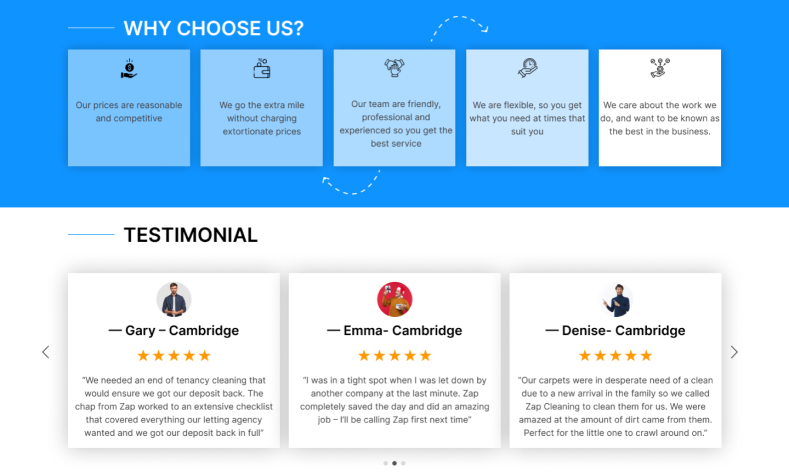 WHY CHOOSE US?
Our prices are reasonable
and competitive
We go the extra mile
without charging
extortionate prices
Our team are friendly,
professional and
experienced so you get the
best service
We are flexible, so you get
what you need at times that
suit you
We care about the work we
do, and want to be known as
the best in the business.
TESTIMONIAL
— Gary – Cambridge
"We needed an end of tenancy cleaning that
would ensure we got our deposit back. The
chap from Zap worked to an extensive checklist
that covered everything our letting agency
wanted and we got our deposit back in full"
— Emma- Cambridge
"I was in a tight spot when I was let down by
another company at the last minute. Zap
completely saved the day and did an amazing
job – I'll be calling Zap first next time"
— Denise- Cambridge
"Our carpets were in desperate need of a clean
due to a new arrival in the family so we called
Zap Cleaning to clean them for us. We were
amazed at the amount of dirt came from them.
Perfect for the little one to crawl around on."